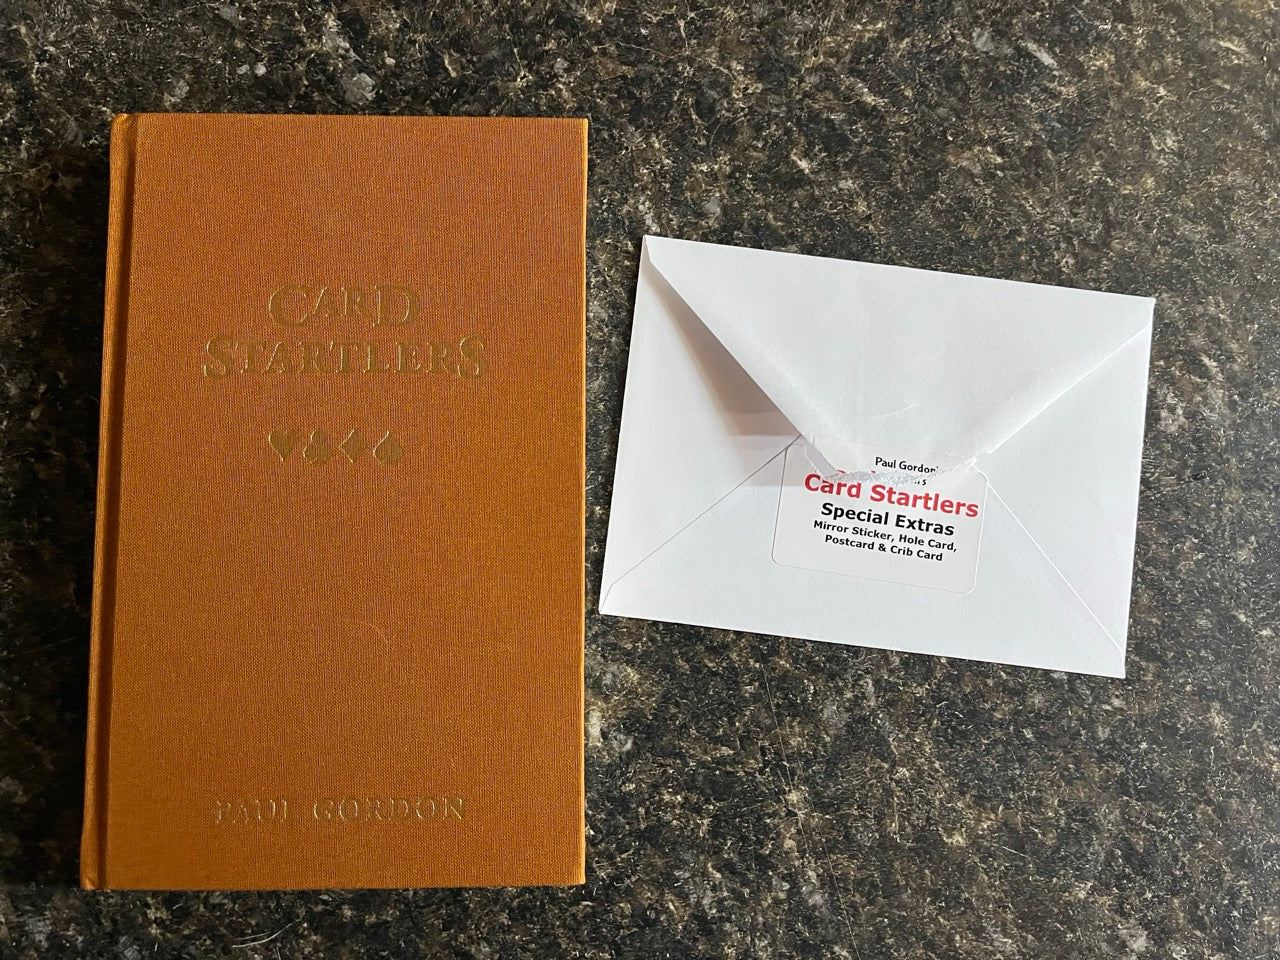 CARD
STARTLERS
PAUL GORDON
Paul Gordon's
Card Startlers
Special Extras
Mirror Sticker, Hole Card,
Postcard & Crib Card